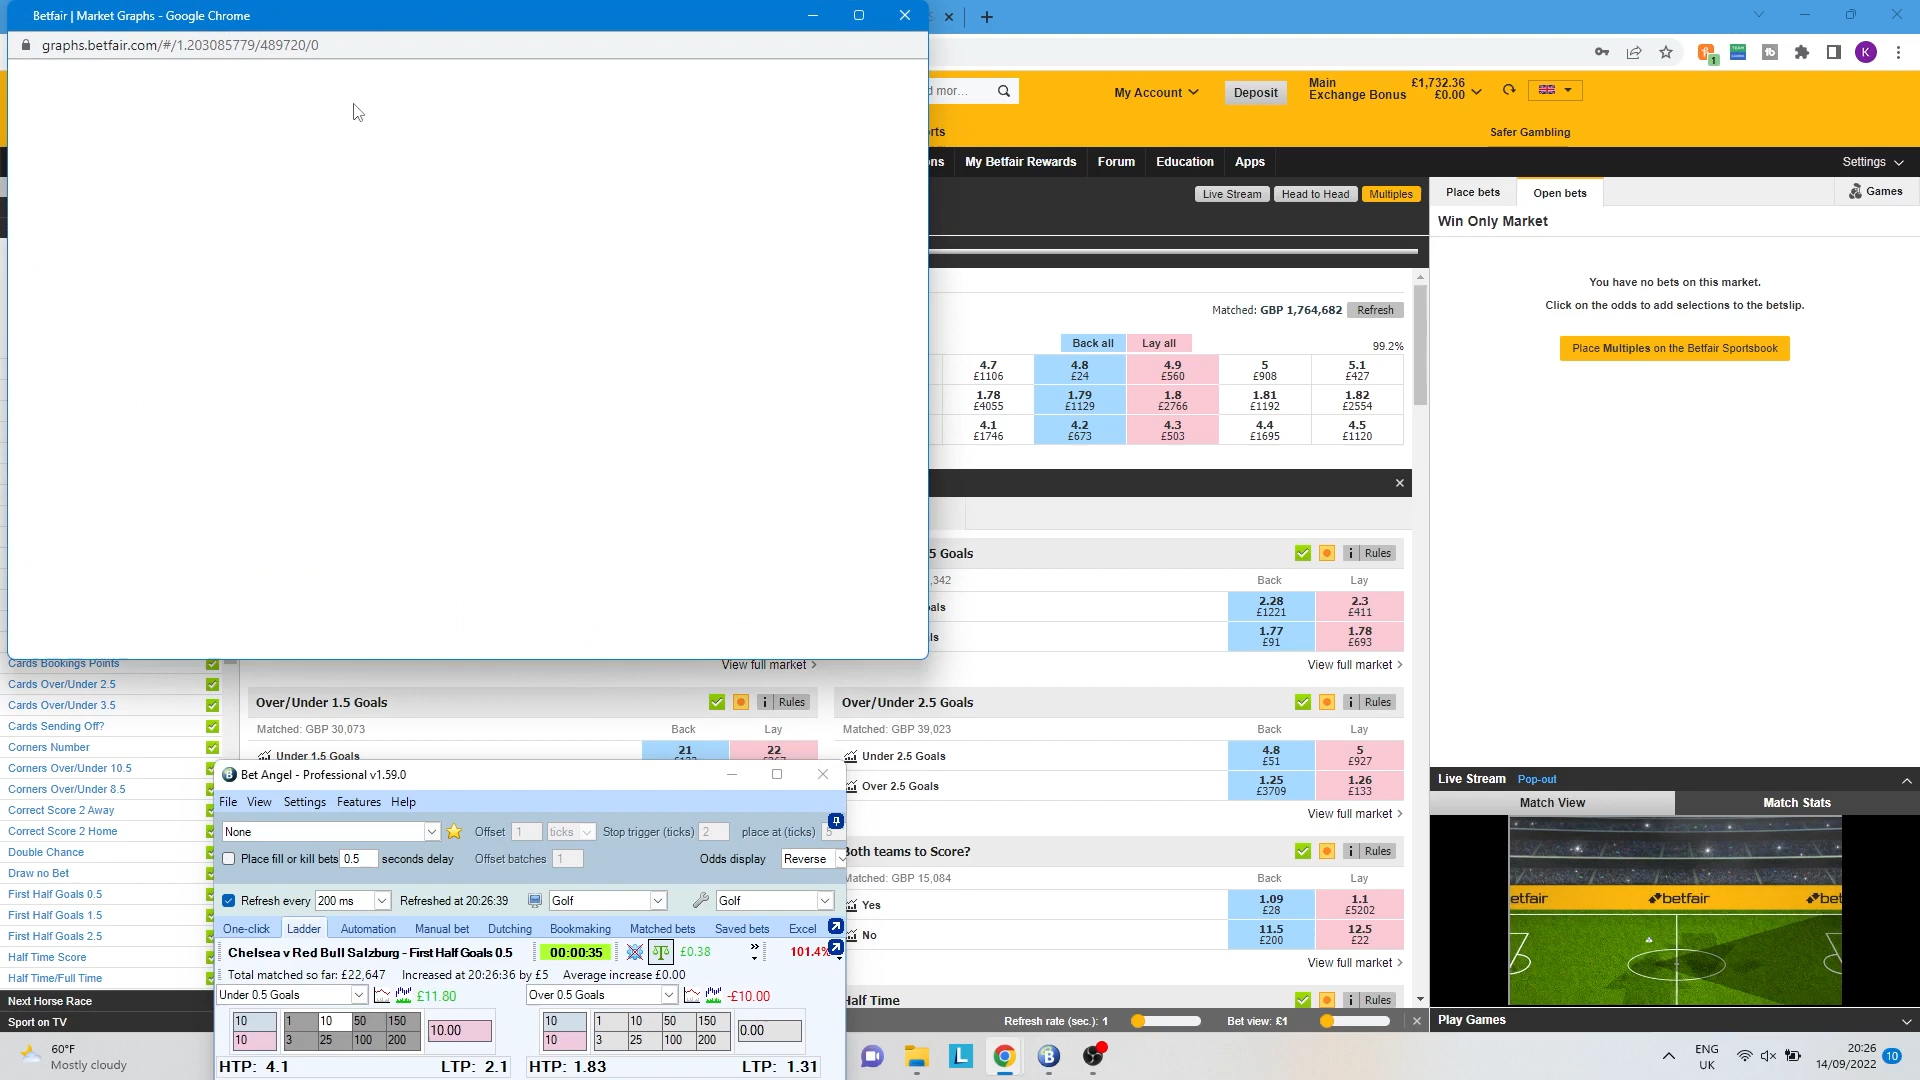 Betfair | Market Graphs - Google Chrome
graphs.betfair.com/#/1.203085779/489720/0
1
K
d mor...
My Account
Deposit
Main £1,732.36
Exchange Bonus £0.00
Safer Gambling
My Betfair Rewards Forum Education Apps
Settings
Live Stream Head to Head Multiples
Place bets Open bets Games
Win Only Market
You have no bets on this market.
Click on the odds to add selections to the betslip.
Place Multiples on the Betfair Sportsbook
Matched: GBP 1,764,682 Refresh
Back all Lay all 99.2%
4.7 4.8 4.9 5 5.1
£1106 £24 £560 £908 £427
1.78 1.79 1.8 1.81 1.82
£4055 £1129 £2766 £1192 £2554
4.1 4.2 4.3 4.4 4.5
£1746 £673 £503 £1695 £1120
5 Goals i Rules
,342 Back Lay
2.28 2.3
£1221 £411
1.77 1.78
£91 £693
View full market View full market
Cards Bookings Points
Cards Over/Under 2.5
Cards Over/Under 3.5
Cards Sending Off?
Corners Number
Corners Over/Under 10.5
Corners Over/Under 8.5
Correct Score 2 Away
Correct Score 2 Home
Double Chance
Draw no Bet
First Half Goals 0.5
First Half Goals 1.5
First Half Goals 2.5
Half Time Score
Half Time/Full Time
Next Horse Race
Sport on TV
Over/Under 1.5 Goals i Rules
Matched: GBP 30,073 Back Lay
Under 1.5 Goals 21 22
Over/Under 2.5 Goals i Rules
Matched: GBP 39,023 Back Lay
Under 2.5 Goals 4.8 5
£51 £927
Over 2.5 Goals 1.25 1.26
£3709 £133
View full market
Both teams to Score? i Rules
Matched: GBP 15,084 Back Lay
Yes 1.09 1.1
£28 £5202
No 11.5 12.5
£200 £22
View full market
Half Time i Rules
Refresh rate (sec.): 1 Bet view: £1
Bet Angel - Professional v1.59.0
File View Settings Features Help
None Offset 1 ticks Stop trigger (ticks) 2 place at (ticks) 5
Place fill or kill bets 0.5 seconds delay Offset batches 1 Odds display Reverse
Refresh every 200 ms Refreshed at 20:26:39 Golf Golf
One-click Ladder Automation Manual bet Dutching Bookmaking Matched bets Saved bets Excel
Chelsea v Red Bull Salzburg - First Half Goals 0.5 00:00:35 £0.38 101.4%
Total matched so far: £22,647 Increased at 20:26:36 by £5 Average increase £0.00
Under 0.5 Goals £11.80 Over 0.5 Goals -£10.00
10 1 10 50 150 10.00 10 1 10 50 150 0.00
10 3 25 100 200 10 3 25 100 200
HTP: 4.1 LTP: 2.1 HTP: 1.83 LTP: 1.31
Live Stream Pop-out
Match View Match Stats
etfair betfair bet
Play Games
60°F
Mostly cloudy
L
B
ENG
UK
20:26
14/09/2022
10